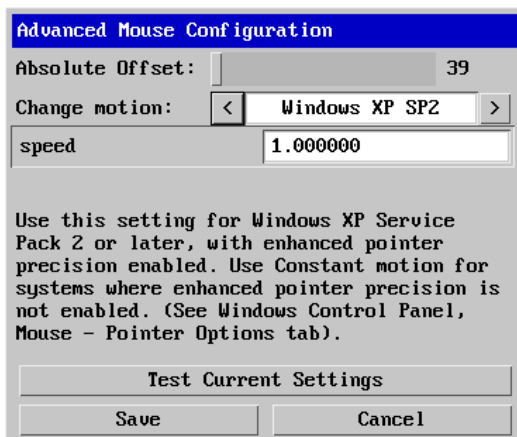 Advanced Mouse Configuration
Absolute Offset: 39
Change motion: < Windows XP SP2 >
speed 1.000000
Use this setting for Windows XP Service
Pack 2 or later, with enhanced pointer
precision enabled. Use Constant motion for
systems where enhanced pointer precision is
not enabled. (See Windows Control Panel,
Mouse - Pointer Options tab).
Test Current Settings
Save Cancel